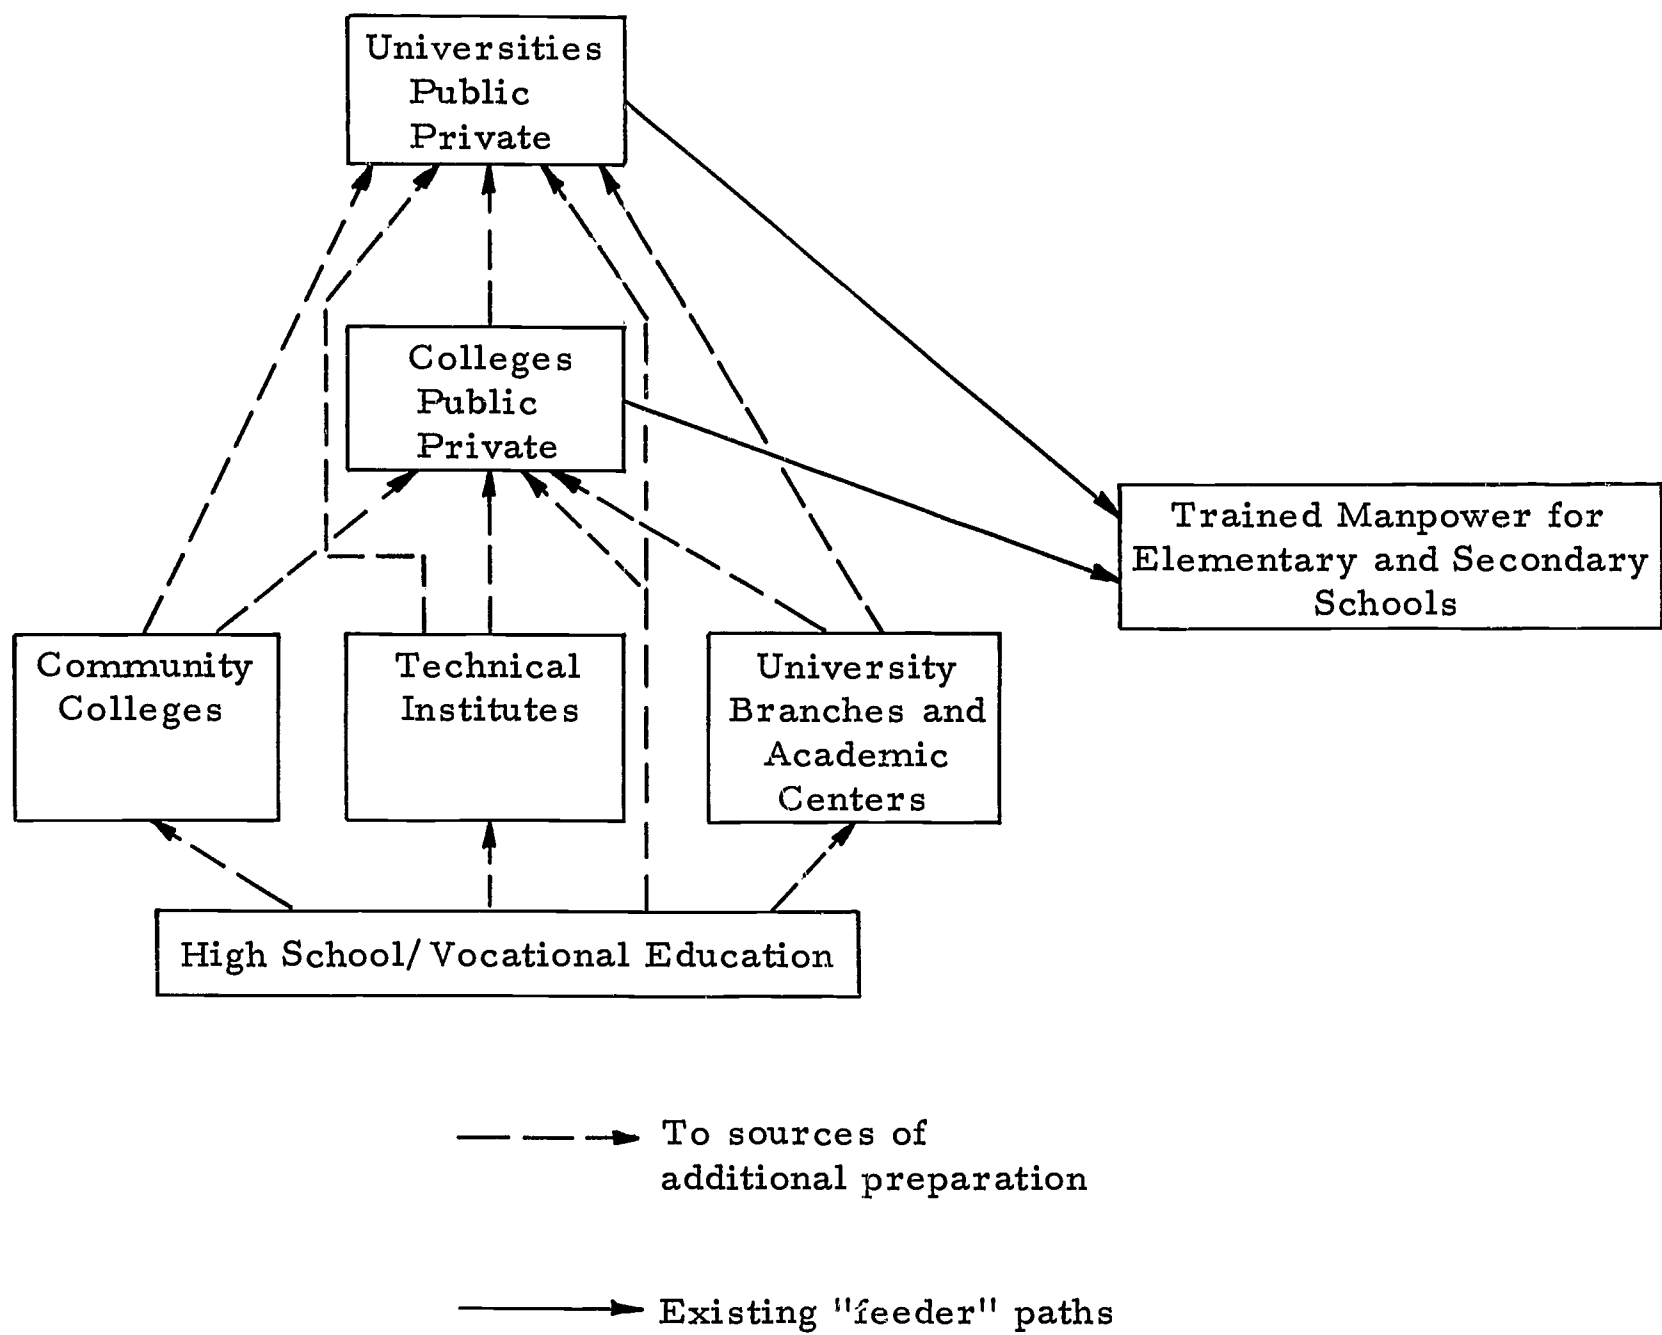 Universities
Public
Private
Colleges
Public
Private
Trained Manpower for
Elementary and Secondary
Schools
Community
Colleges
Technical
Institutes
University
Branches and
Academic
Centers
High School/Vocational Education
To sources of
additional preparation
Existing "feeder" paths